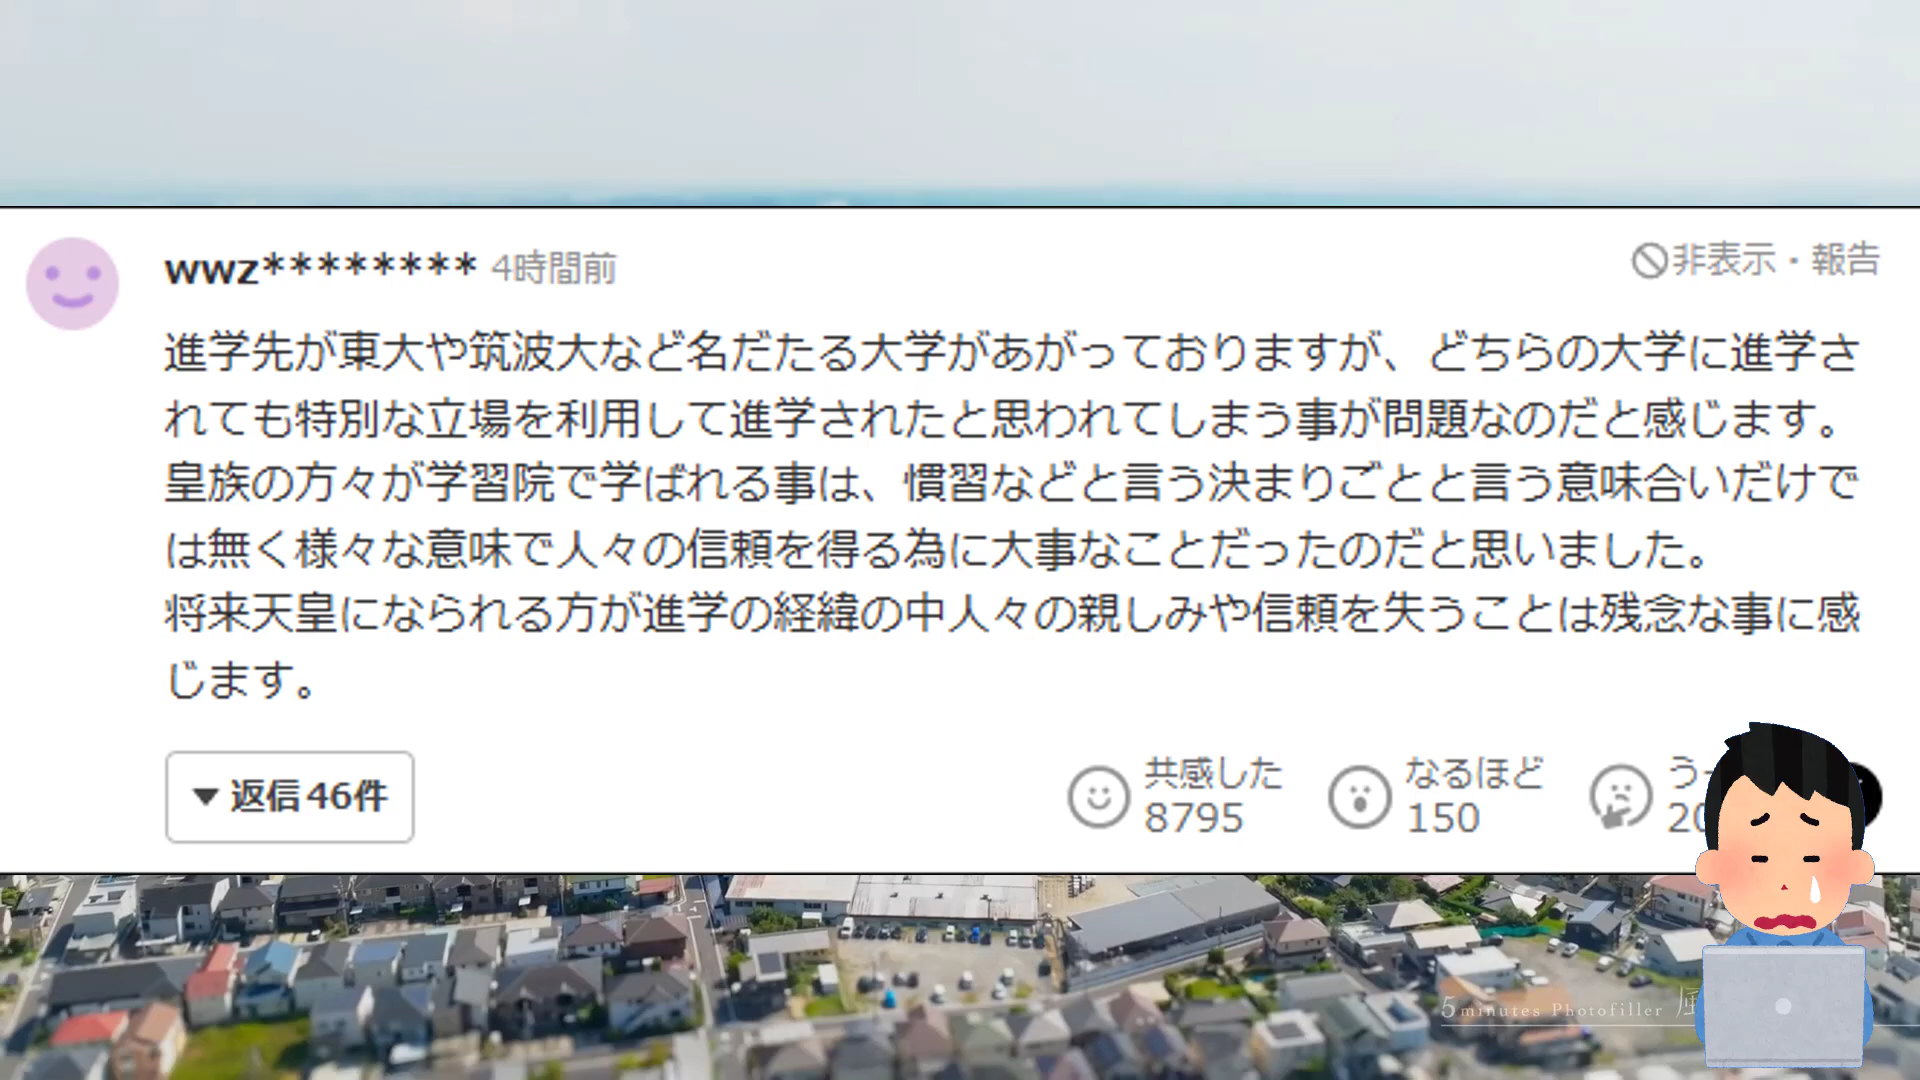 wwz******** 4時間前
非表示・報告
進学先が東大や筑波大など名だたる大学があがっておりますが、どちらの大学に進学さ
れても特別な立場を利用して進学されたと思われてしまう事が問題なのだと感じます。
皇族の方々が学習院で学ばれる事は、慣習などと言う決まりごとと言う意味合いだけで
は無く様々な意味で人々の信頼を得る為に大事なことだったのだと思いました。
将来天皇になられる方が進学の経緯の中人々の親しみや信頼を失うことは残念な事に感
じます。
返信46件
共感した
8795
なるほど
150
5minutes Photofiller